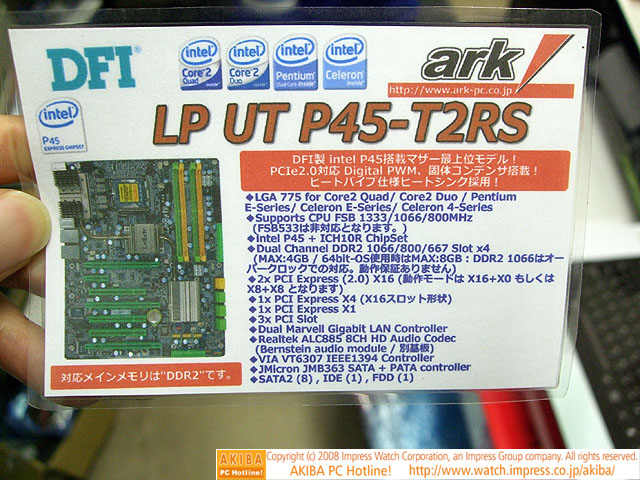 DFI
intel Core 2 Quad inside
intel Core 2 Duo inside
intel Pentium Dual-Core inside
intel Celeron inside
ark
http://www.ark-pc.co.jp/
intel P45 EXPRESS CHIPSET
LP UT P45-T2RS
DFI製 intel P45搭載マザー最上位モデル！
PCIe2.0対応 Digital PWM、固体コンデンサ搭載！
ヒートパイプ仕様ヒートシンク採用！
◆LGA 775 for Core2 Quad/ Core2 Duo / Pentium
E-Series/ Celeron E-Series/ Celeron 4-Series
◆Supports CPU FSB 1333/1066/800MHz
(FSB533は非対応となります。)
◆Intel P45 + ICH10R ChipSet
◆Dual Channel DDR2 1066/800/667 Slot x4
(MAX:4GB / 64bit-OS使用時はMAX:8GB : DDR2 1066はオー
バークロックでの対応。動作保証ありません)
◆2x PCI Express (2.0) X16 (動作モードは X16+X0 もしくは
X8+X8 となります)
◆1x PCI Express X4 (X16スロット形状)
◆1x PCI Express X1
◆3x PCI Slot
◆Dual Marvell Gigabit LAN Controller
◆Realtek ALC885 8CH HD Audio Codec
(Bernstein audio module / 別基板)
◆VIA VT6307 IEEE1394 Controller
◆JMicron JMB363 SATA + PATA controller
◆SATA2 (8) , IDE (1) , FDD (1)
対応メインメモリは"DDR2"です。
AKIBA PC Hotline!
Copyright (c) 2008 Impress Watch Corporation, an Impress Group company. All rights reserved.
AKIBA PC Hotline! http://www.watch.impress.co.jp/akiba/